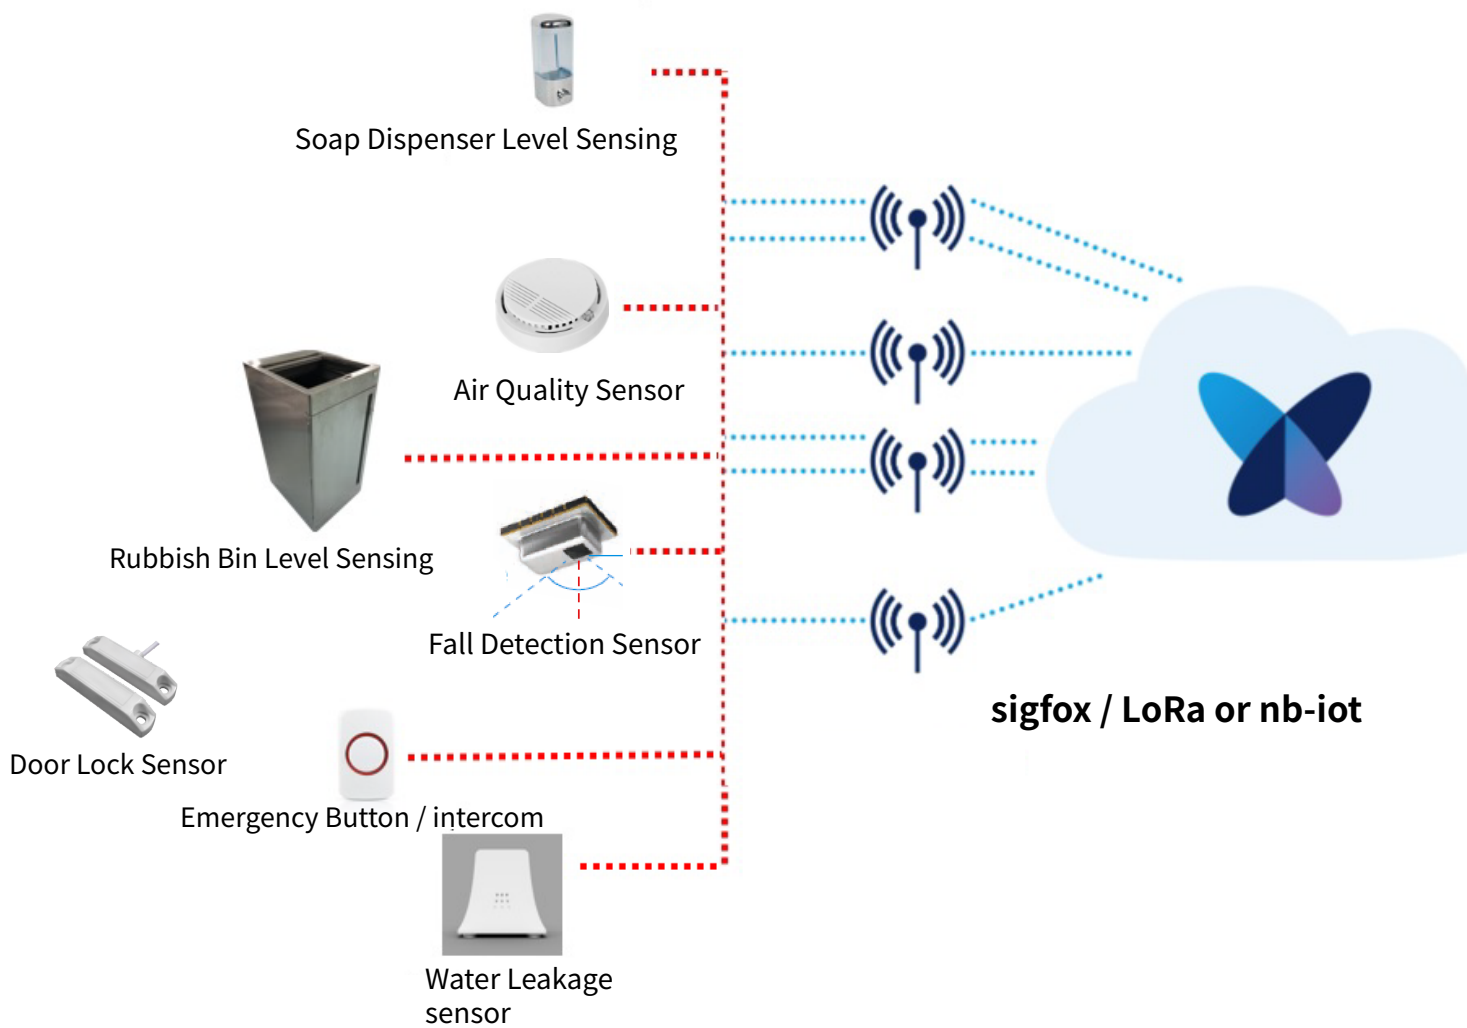 Soap Dispenser Level Sensing
Air Quality Sensor
Rubbish Bin Level Sensing
Fall Detection Sensor
sigfox / LoRa or nb-iot
Door Lock Sensor
Emergency Button / intercom
Water Leakage
sensor